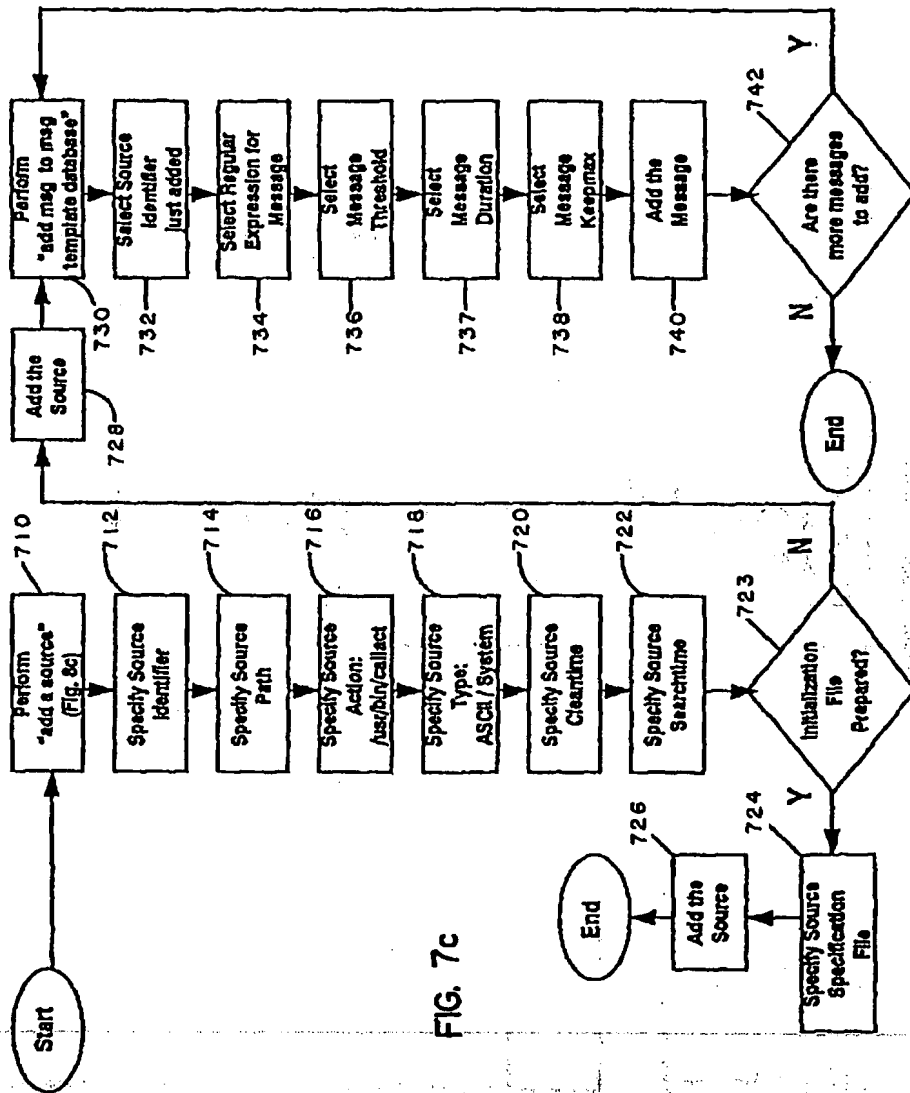 Start
Perform
"add a source"
(Fig. 8c)
710
Specify Source
Identifier
712
Specify Source
Path
714
Specify Source
Action:
/usr/bin/callact
716
Specify Source
Type:
ASCII / System
718
Specify Source
Cleantime
720
Specify Source
Searchtime
722
Initialization
File
Prepared?
723
Y
N
Specify Source
Specification
File
724
Add the
Source
726
End
FIG. 7c
Add the
Source
728
Perform
"add msg to msg
template database"
730
Select Source
Identifier
Just added
732
Select Regular
Expression for
Message
734
Select
Message
Threshold
736
Select
Message
Duration
737
Select
Message
Keepmax
738
Add the
Message
740
Are there
more messages
to add?
742
N
Y
End